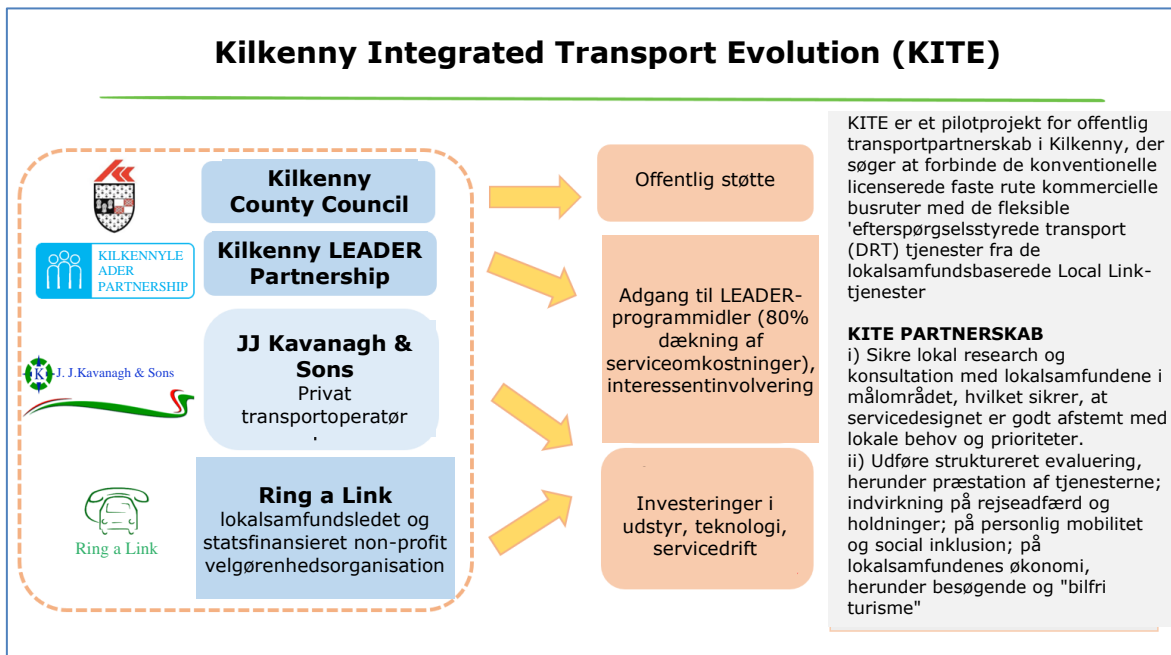 Kilkenny Integrated Transport Evolution (KITE)
Kilkenny
County Council
KILKENNYLE
ADER
PARTNERSHIP
Kilkenny LEADER
Partnership
K
J. J.Kavanagh & Sons
JJ Kavanagh &
Sons
Privat
transportoperatør
Ring a Link
Ring a Link
lokalsamfundsledet og
statsfinansieret non-profit
velgørenhedsorganisation
Offentlig støtte
Adgang til LEADER-
programmidler (80%
dækning af
serviceomkostninger),
interessentinvolvering
Investeringer i
udstyr, teknologi,
servicedrift
KITE er et pilotprojekt for offentlig
transportpartnerskab i Kilkenny, der
søger at forbinde de konventionelle
licenserede faste rute kommercielle
busruter med de fleksible
'efterspørgselsstyrede transport
(DRT) tjenester fra de
lokalsamfundsbaserede Local Link-
tjenester
KITE PARTNERSKAB
i) Sikre lokal research og
konsultation med lokalsamfundene i
målområdet, hvilket sikrer, at
servicedesignet er godt afstemt med
lokale behov og prioriteter.
ii) Udføre struktureret evaluering,
herunder præstation af tjenesterne;
indvirkning på rejseadfærd og
holdninger; på personlig mobilitet
og social inklusion; på
lokalsamfundenes økonomi,
herunder besøgende og "bilfri
turisme"